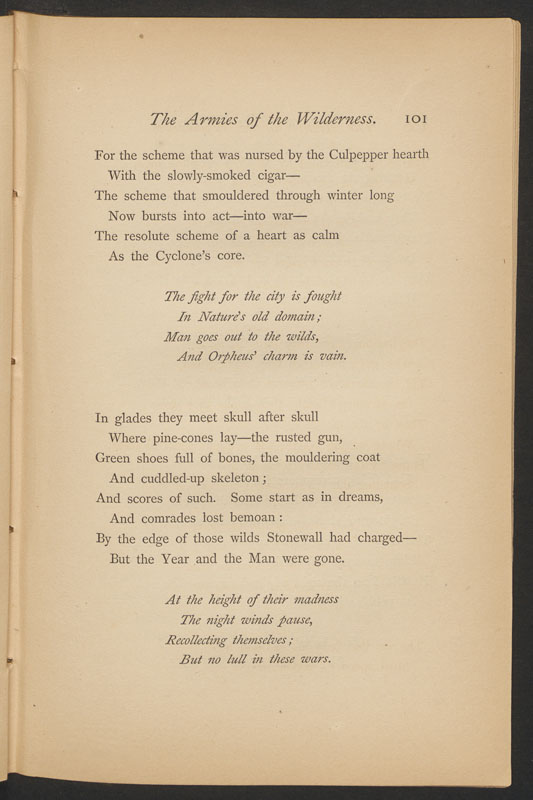 The Armies of the Wilderness. 101
For the scheme that was nursed by the Culpepper hearth
With the slowly-smoked cigar—
The scheme that smouldered through winter long
Now bursts into act—into war—
The resolute scheme of a heart as calm
As the Cyclone's core.
The fight for the city is fought
In Nature's old domain;
Man goes out to the wilds,
And Orpheus' charm is vain.
In glades they meet skull after skull
Where pine-cones lay—the rusted gun,
Green shoes full of bones, the mouldering coat
And cuddled-up skeleton;
And scores of such. Some start as in dreams,
And comrades lost bemoan:
By the edge of those wilds Stonewall had charged—
But the Year and the Man were gone.
At the height of their madness
The night winds pause,
Recollecting themselves;
But no lull in these wars.